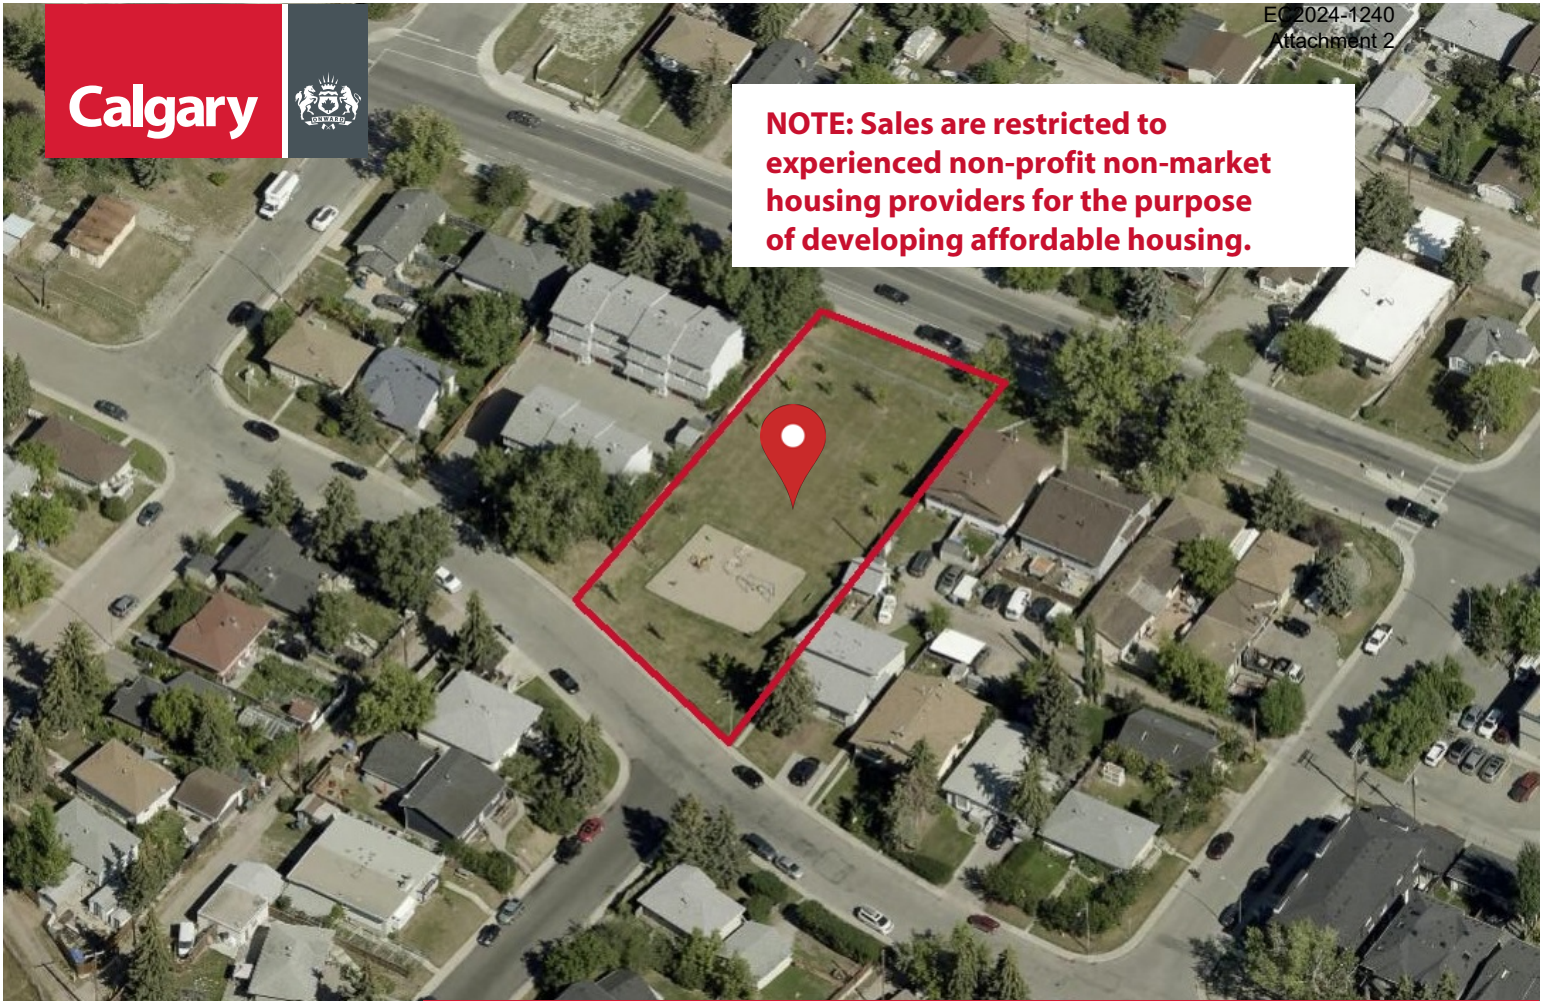 EC2024-1240
Attachment 2
Calgary
ONWARD
NOTE: Sales are restricted to
experienced non-profit non-market
housing providers for the purpose
of developing affordable housing.